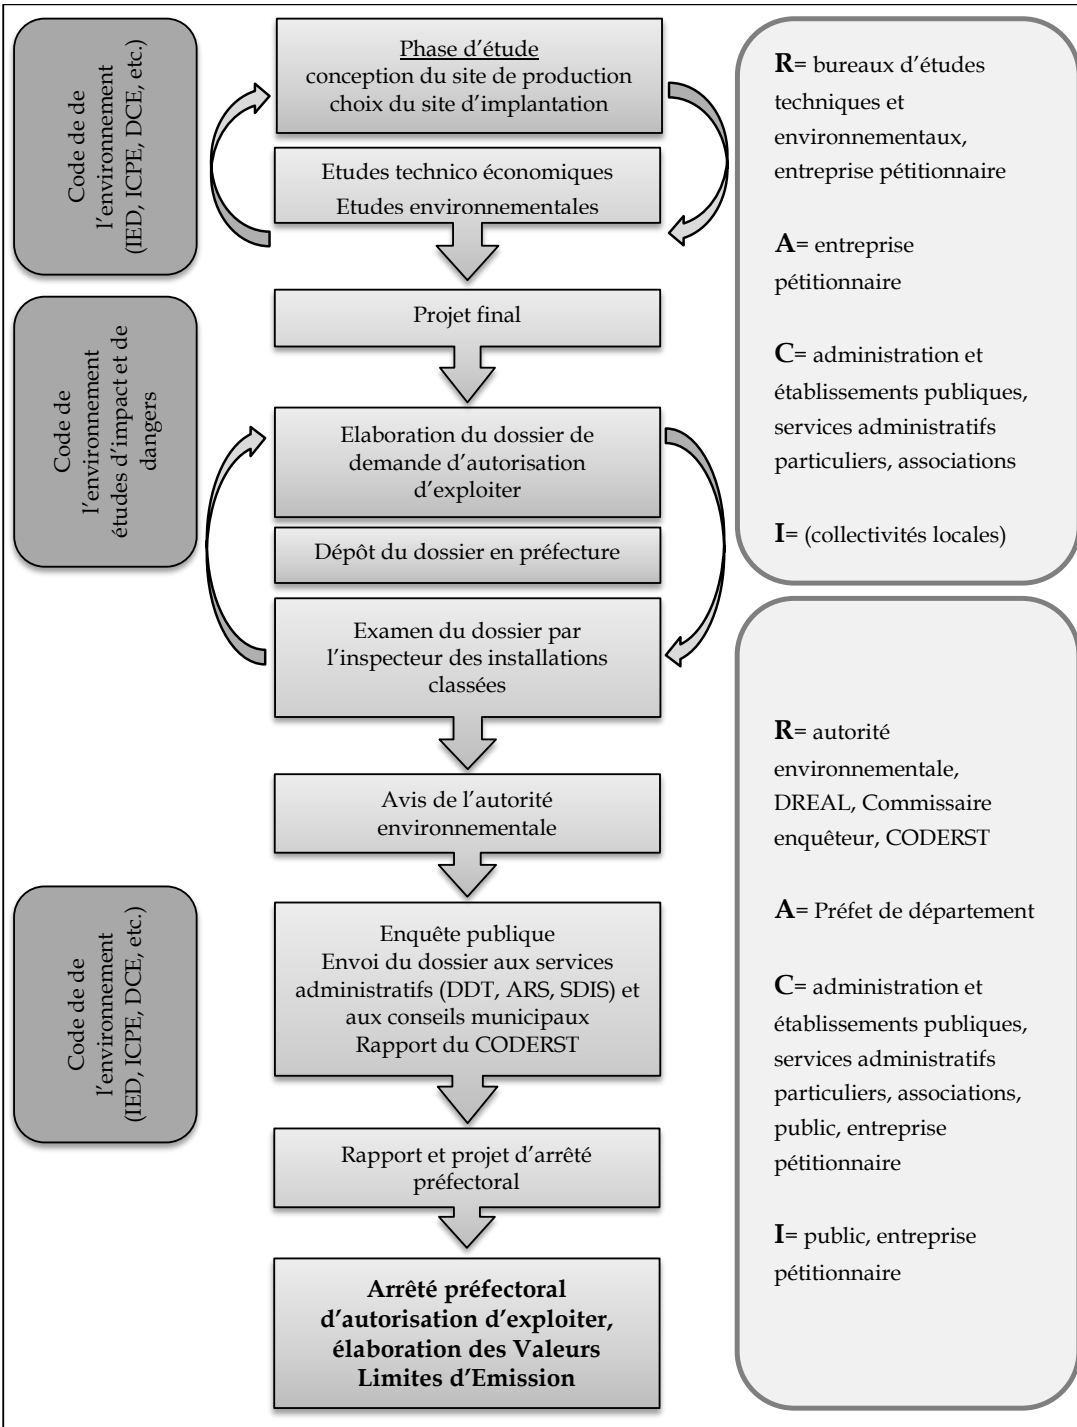 Code de de
l'environnement
(IED, ICPE, DCE, etc.)
Phase d'étude
conception du site de production
choix du site d'implantation
Etudes technico économiques
Etudes environnementales
Projet final
Code de
l'environnement
études d'impact et de
dangers
Elaboration du dossier de
demande d'autorisation
d'exploiter
Dépôt du dossier en préfecture
Examen du dossier par
l'inspecteur des installations
classées
Avis de l'autorité
environnementale
Code de de
l'environnement
(IED, ICPE, DCE, etc.)
Enquête publique
Envoi du dossier aux services
administratifs (DDT, ARS, SDIS) et
aux conseils municipaux
Rapport du CODERST
Rapport et projet d'arrêté
préfectoral
Arrêté préfectoral
d'autorisation d'exploiter,
élaboration des Valeurs
Limites d'Emission
R= bureaux d'études
techniques et
environnementaux,
entreprise pétitionnaire
A= entreprise
pétitionnaire
C= administration et
établissements publiques,
services administratifs
particuliers, associations
I= (collectivités locales)
R= autorité
environnementale,
DREAL, Commissaire
enquêteur, CODERST
A= Préfet de département
C= administration et
établissements publiques,
services administratifs
particuliers, associations,
public, entreprise
pétitionnaire
I= public, entreprise
pétitionnaire